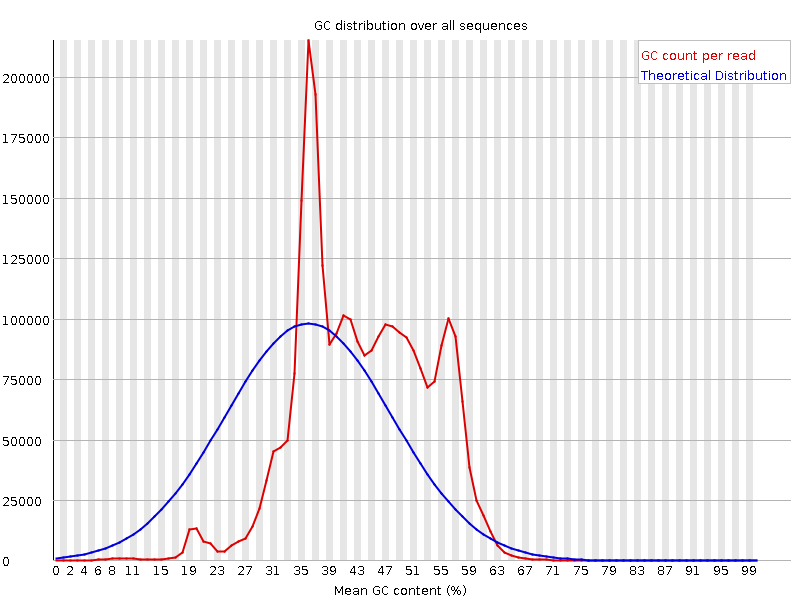 GC distribution over all sequences
GC count per read
Theoretical Distribution
200000
175000
150000
125000
100000
75000
50000
25000
0
0 2 4 6 8 11 15 19 23 27 31 35 39 43 47 51 55 59 63 67 71 75 79 83 87 91 95 99
Mean GC content (%)